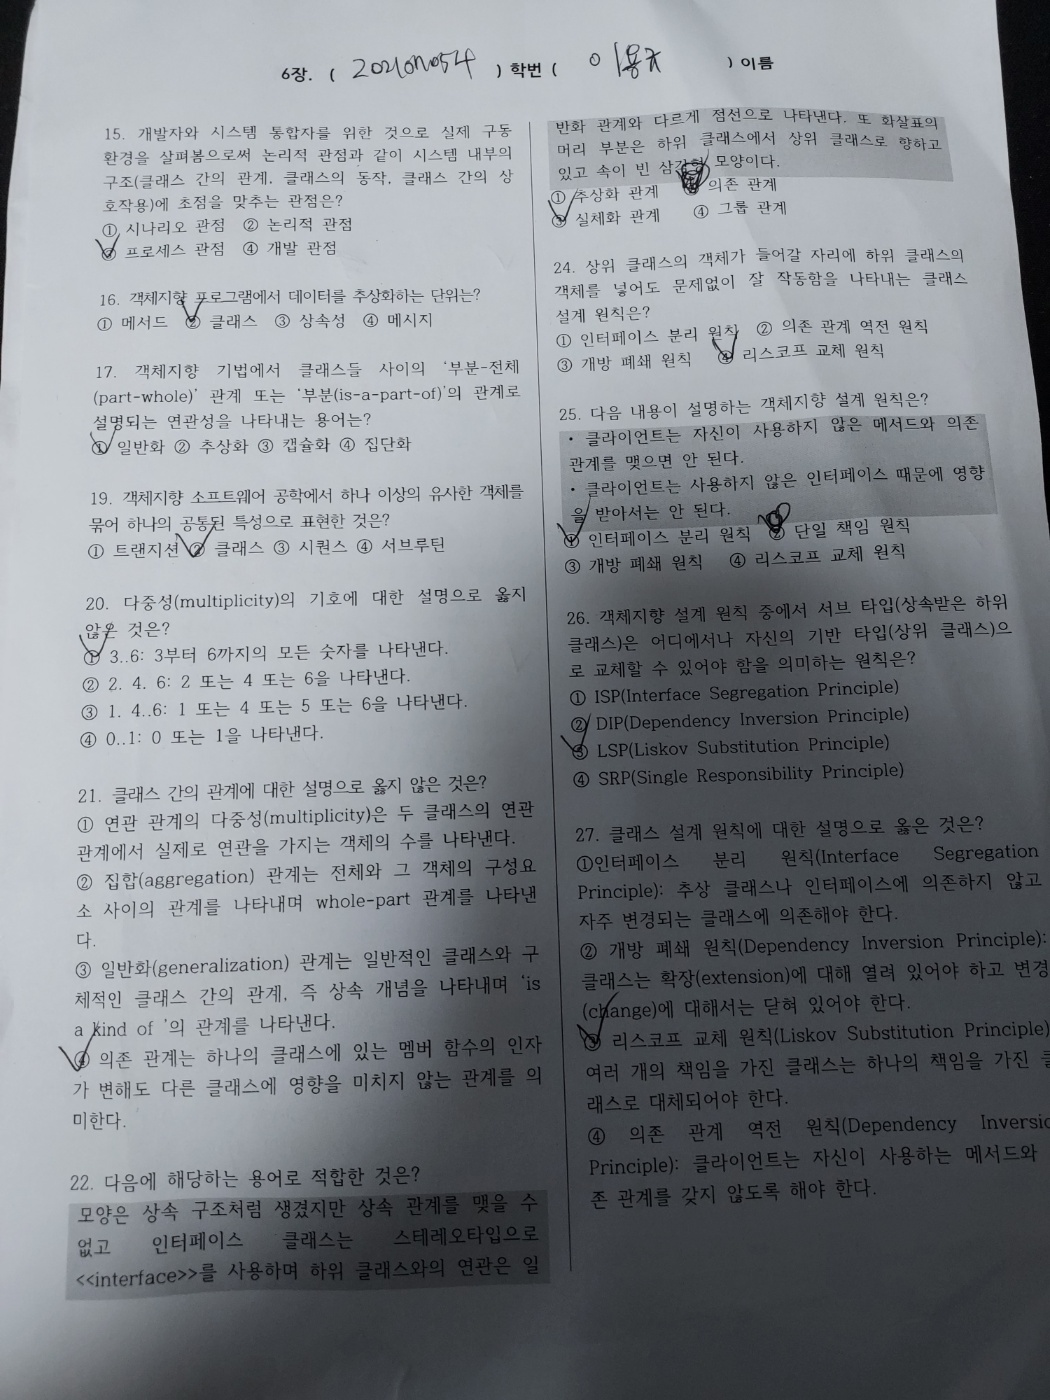 6장. ( 202101054 ) 학번 ( 이용규 ) 이름
15. 개발자와 시스템 통합자를 위한 것으로 실제 구동
환경을 살펴봄으로써 논리적 관점과 같이 시스템 내부의
구조(클래스 간의 관계, 클래스의 동작, 클래스 간의 상
호작용)에 초점을 맞추는 관점은?
① 시나리오 관점 ② 논리적 관점
③ 프로세스 관점 ④ 개발 관점
16. 객체지향 프로그램에서 데이터를 추상화하는 단위는?
① 메서드 ② 클래스 ③ 상속성 ④ 메시지
17. 객체지향 기법에서 클래스들 사이의 '부분-전체
(part-whole)' 관계 또는 '부분(is-a-part-of)'의 관계로
설명되는 연관성을 나타내는 용어는?
① 일반화 ② 추상화 ③ 캡슐화 ④ 집단화
19. 객체지향 소프트웨어 공학에서 하나 이상의 유사한 객체를
묶어 하나의 공통된 특성으로 표현한 것은?
① 트랜지션 ② 클래스 ③ 시퀀스 ④ 서브루틴
20. 다중성(multiplicity)의 기호에 대한 설명으로 옳지
않은 것은?
① 3..6: 3부터 6까지의 모든 숫자를 나타낸다.
② 2, 4, 6: 2 또는 4 또는 6을 나타낸다.
③ 1, 4..6: 1 또는 4 또는 5 또는 6을 나타낸다.
④ 0..1: 0 또는 1을 나타낸다.
21. 클래스 간의 관계에 대한 설명으로 옳지 않은 것은?
① 연관 관계의 다중성(multiplicity)은 두 클래스의 연관
관계에서 실제로 연관을 가지는 객체의 수를 나타낸다.
② 집합(aggregation) 관계는 전체와 그 객체의 구성요
소 사이의 관계를 나타내며 whole-part 관계를 나타낸
다.
③ 일반화(generalization) 관계는 일반적인 클래스와 구
체적인 클래스 간의 관계, 즉 상속 개념을 나타내며 'is
a kind of '의 관계를 나타낸다.
④ 의존 관계는 하나의 클래스에 있는 멤버 함수의 인자
가 변해도 다른 클래스에 영향을 미치지 않는 관계를 의
미한다.
22. 다음에 해당하는 용어로 적합한 것은?
모양은 상속 구조처럼 생겼지만 상속 관계를 맺을 수
없고 인터페이스 클래스는 스테레오타입으로
<<interface>>를 사용하며 하위 클래스와의 연관은 일
반화 관계와 다르게 점선으로 나타낸다. 또 화살표의
머리 부분은 하위 클래스에서 상위 클래스로 향하고
있고 속이 빈 삼각형 모양이다.
① 추상화 관계 ② 의존 관계
③ 실체화 관계 ④ 그룹 관계
24. 상위 클래스의 객체가 들어갈 자리에 하위 클래스의
객체를 넣어도 문제없이 잘 작동함을 나타내는 클래스
설계 원칙은?
① 인터페이스 분리 원칙 ② 의존 관계 역전 원칙
③ 개방 폐쇄 원칙 ④ 리스코프 교체 원칙
25. 다음 내용이 설명하는 객체지향 설계 원칙은?
• 클라이언트는 자신이 사용하지 않은 메서드와 의존
관계를 맺으면 안 된다.
• 클라이언트는 사용하지 않은 인터페이스 때문에 영향
을 받아서는 안 된다.
① 인터페이스 분리 원칙 ② 단일 책임 원칙
③ 개방 폐쇄 원칙 ④ 리스코프 교체 원칙
26. 객체지향 설계 원칙 중에서 서브 타입(상속받은 하위
클래스)은 어디에서나 자신의 기반 타입(상위 클래스)으
로 교체할 수 있어야 함을 의미하는 원칙은?
① ISP(Interface Segregation Principle)
② DIP(Dependency Inversion Principle)
③ LSP(Liskov Substitution Principle)
④ SRP(Single Responsibility Principle)
27. 클래스 설계 원칙에 대한 설명으로 옳은 것은?
①인터페이스 분리 원칙(Interface Segregation
Principle): 추상 클래스나 인터페이스에 의존하지 않고
자주 변경되는 클래스에 의존해야 한다.
② 개방 폐쇄 원칙(Dependency Inversion Principle):
클래스는 확장(extension)에 대해 열려 있어야 하고 변경
(change)에 대해서는 닫혀 있어야 한다.
③ 리스코프 교체 원칙(Liskov Substitution Principle)
여러 개의 책임을 가진 클래스는 하나의 책임을 가진
래스로 대체되어야 한다.
④ 의존 관계 역전 원칙(Dependency Inversio
Principle): 클라이언트는 자신이 사용하는 메서드와
존 관계를 갖지 않도록 해야 한다.